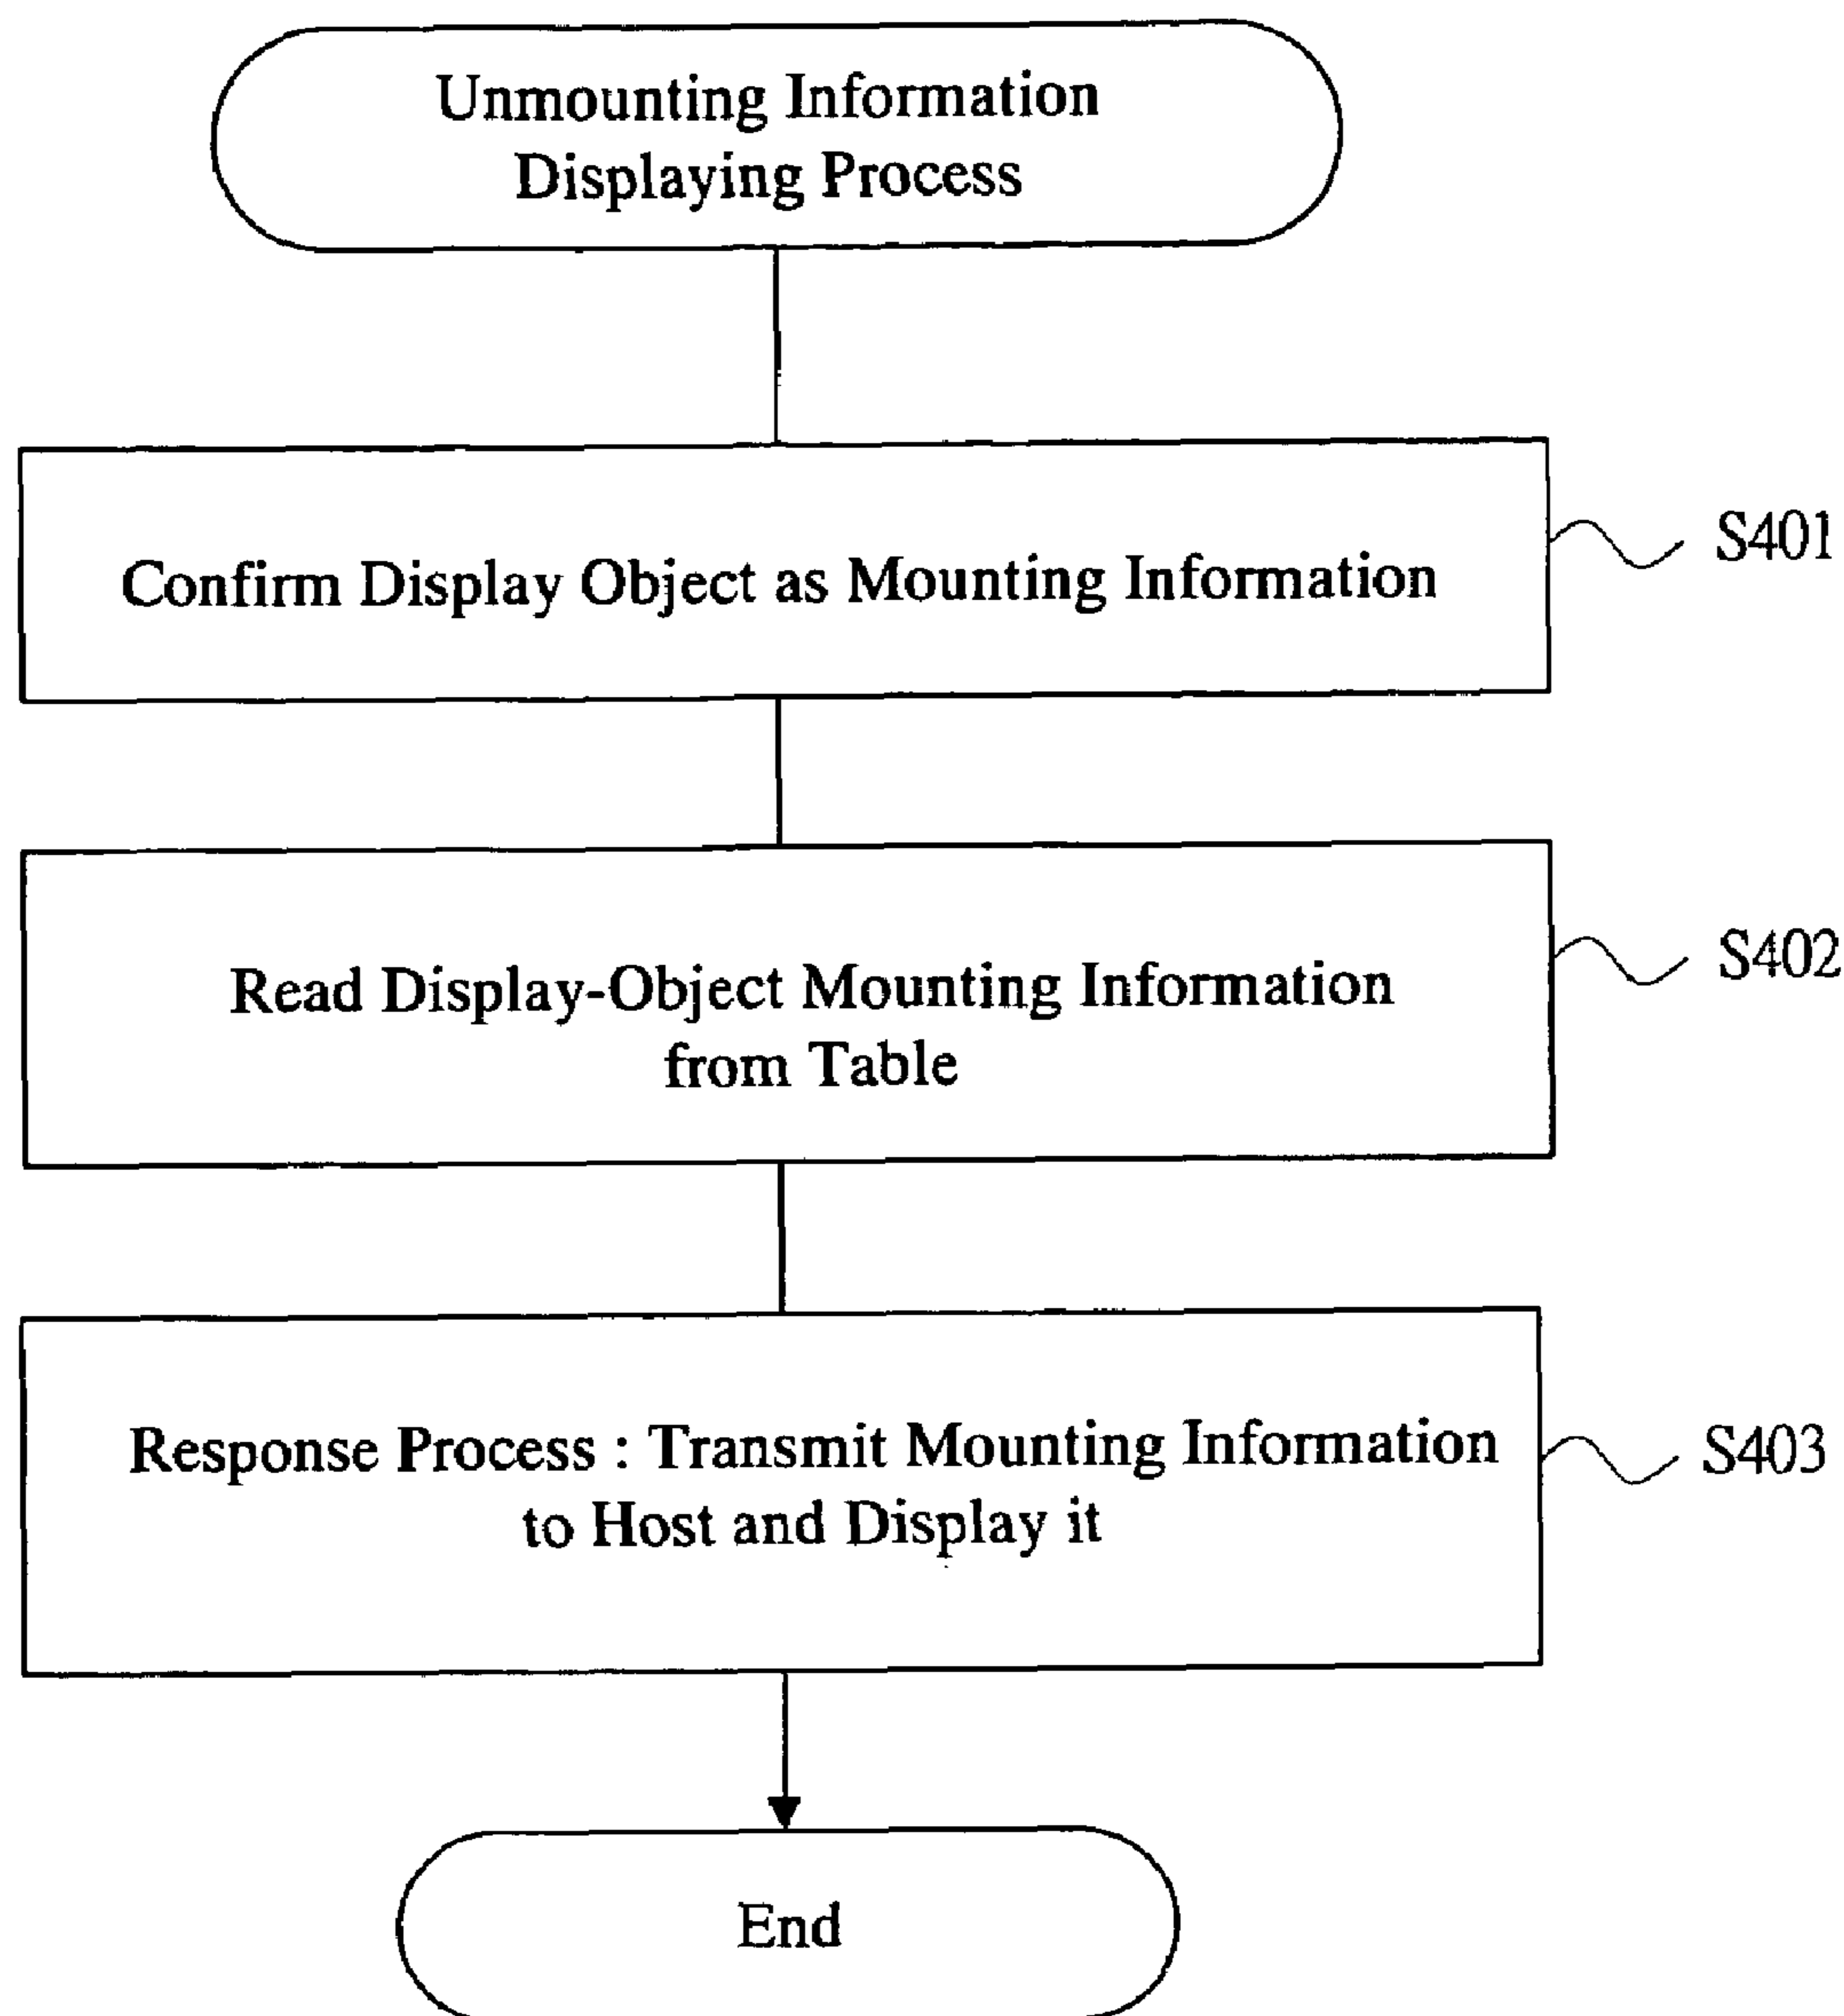 Unmounting Information
Displaying Process
Confirm Display Object as Mounting Information
S401
Read Display-Object Mounting Information
from Table
S402
Response Process : Transmit Mounting Information
to Host and Display it
S403
End